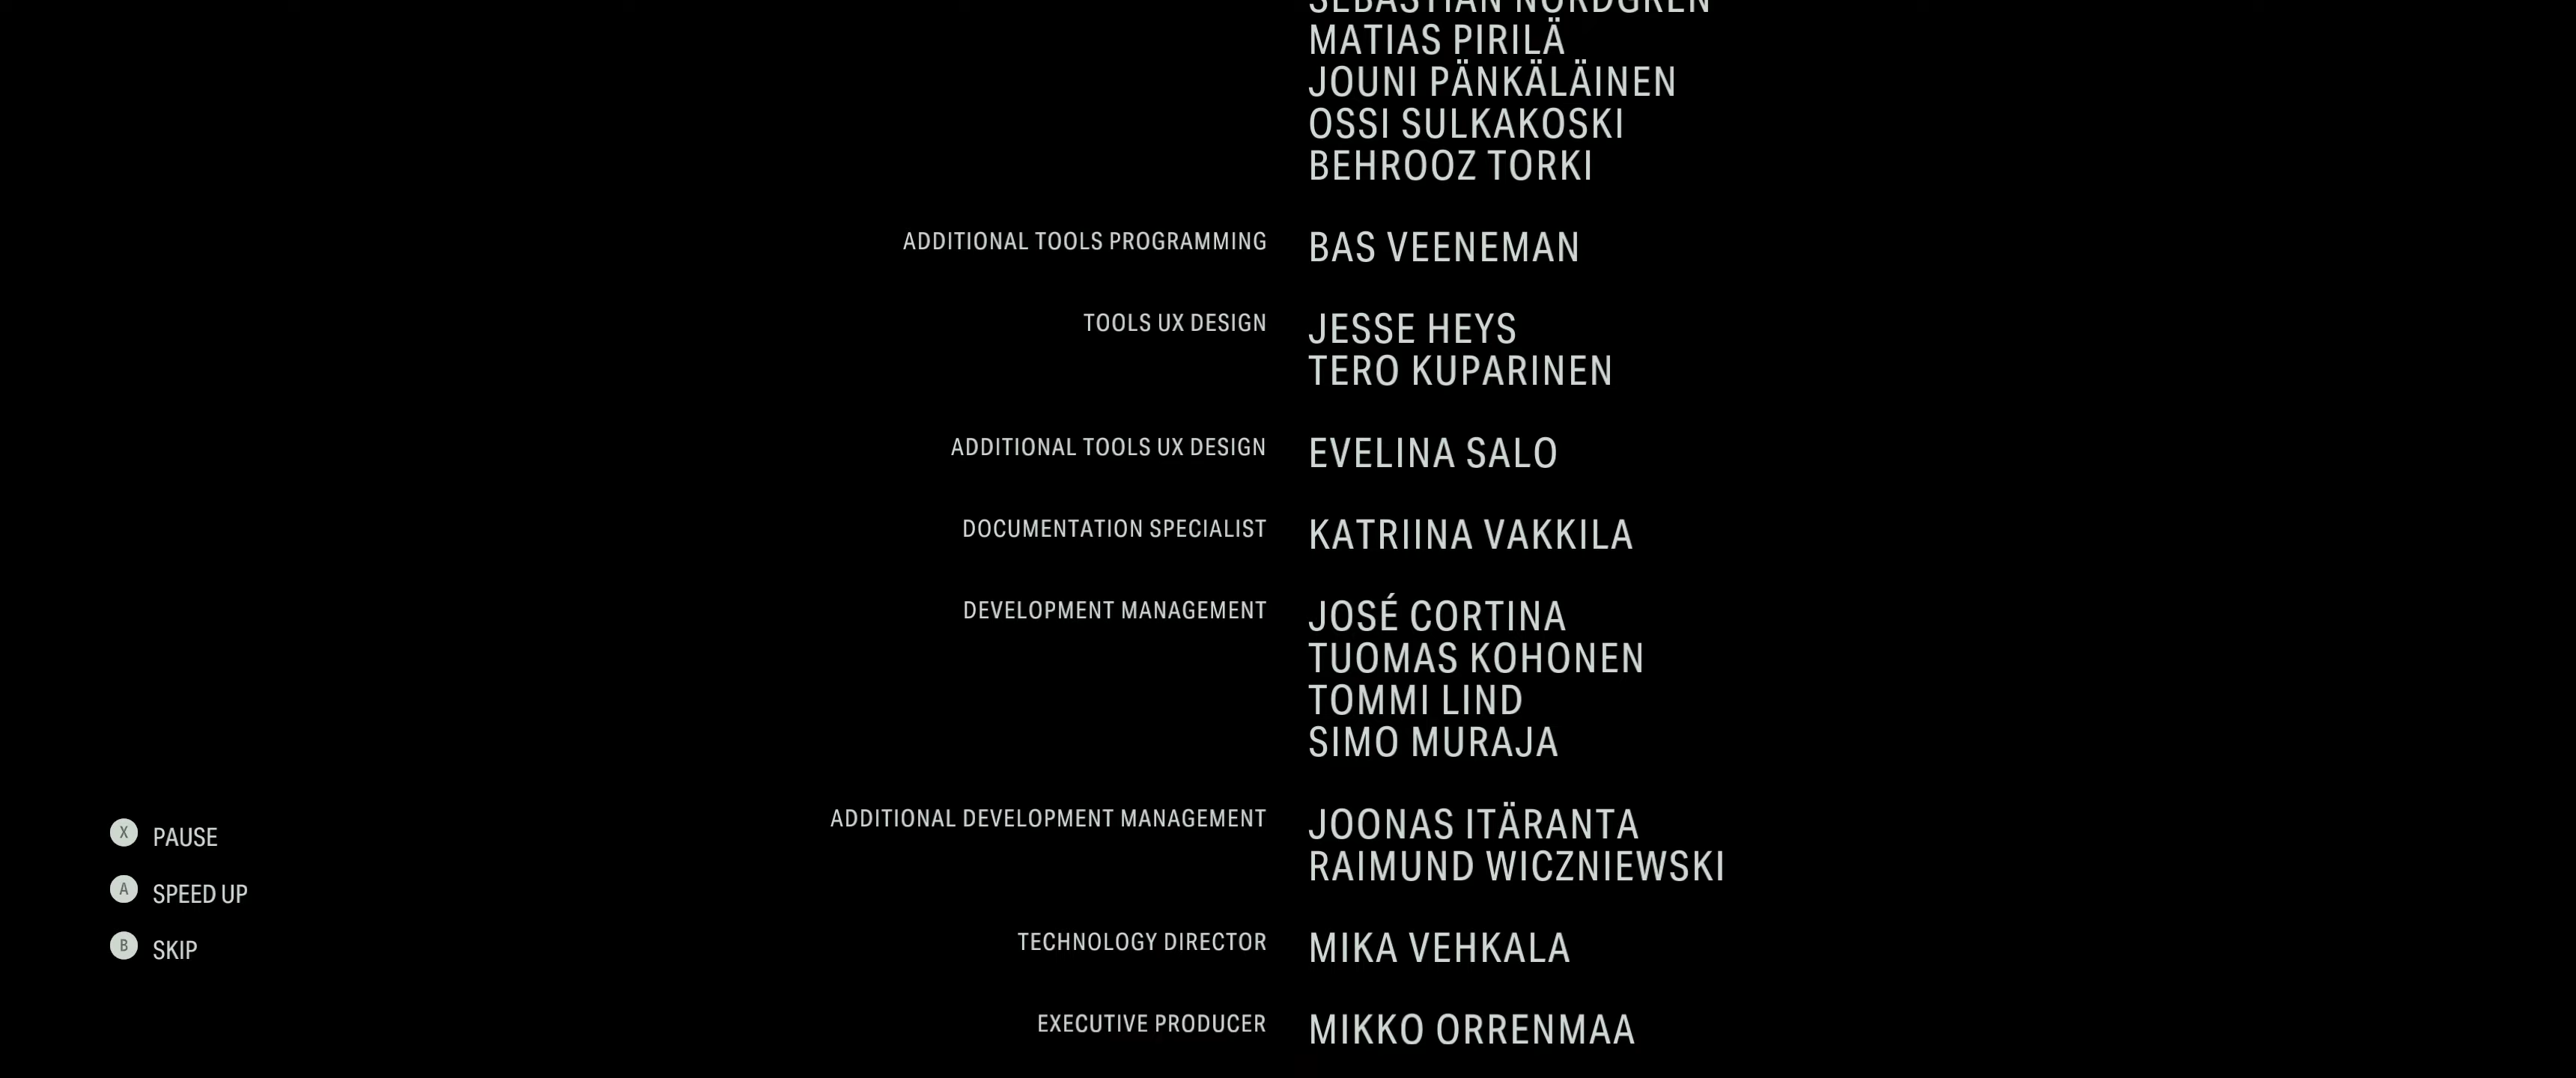 SEBASTIAN NORDGREN
MATIAS PIRILÄ
JOUNI PÄNKÄLÄINEN
OSSI SULKAKOSKI
BEHROOZ TORKI
ADDITIONAL TOOLS PROGRAMMING BAS VEENEMAN
TOOLS UX DESIGN JESSE HEYS
TERO KUPARINEN
ADDITIONAL TOOLS UX DESIGN EVELINA SALO
DOCUMENTATION SPECIALIST KATRIINA VAKKILA
DEVELOPMENT MANAGEMENT JOSÉ CORTINA
TUOMAS KOHONEN
TOMMI LIND
SIMO MURAJA
ADDITIONAL DEVELOPMENT MANAGEMENT JOONAS ITÄRANTA
RAIMUND WICZNIEWSKI
TECHNOLOGY DIRECTOR MIKA VEHKALA
EXECUTIVE PRODUCER MIKKO ORRENMAA
X PAUSE
A SPEED UP
B SKIP